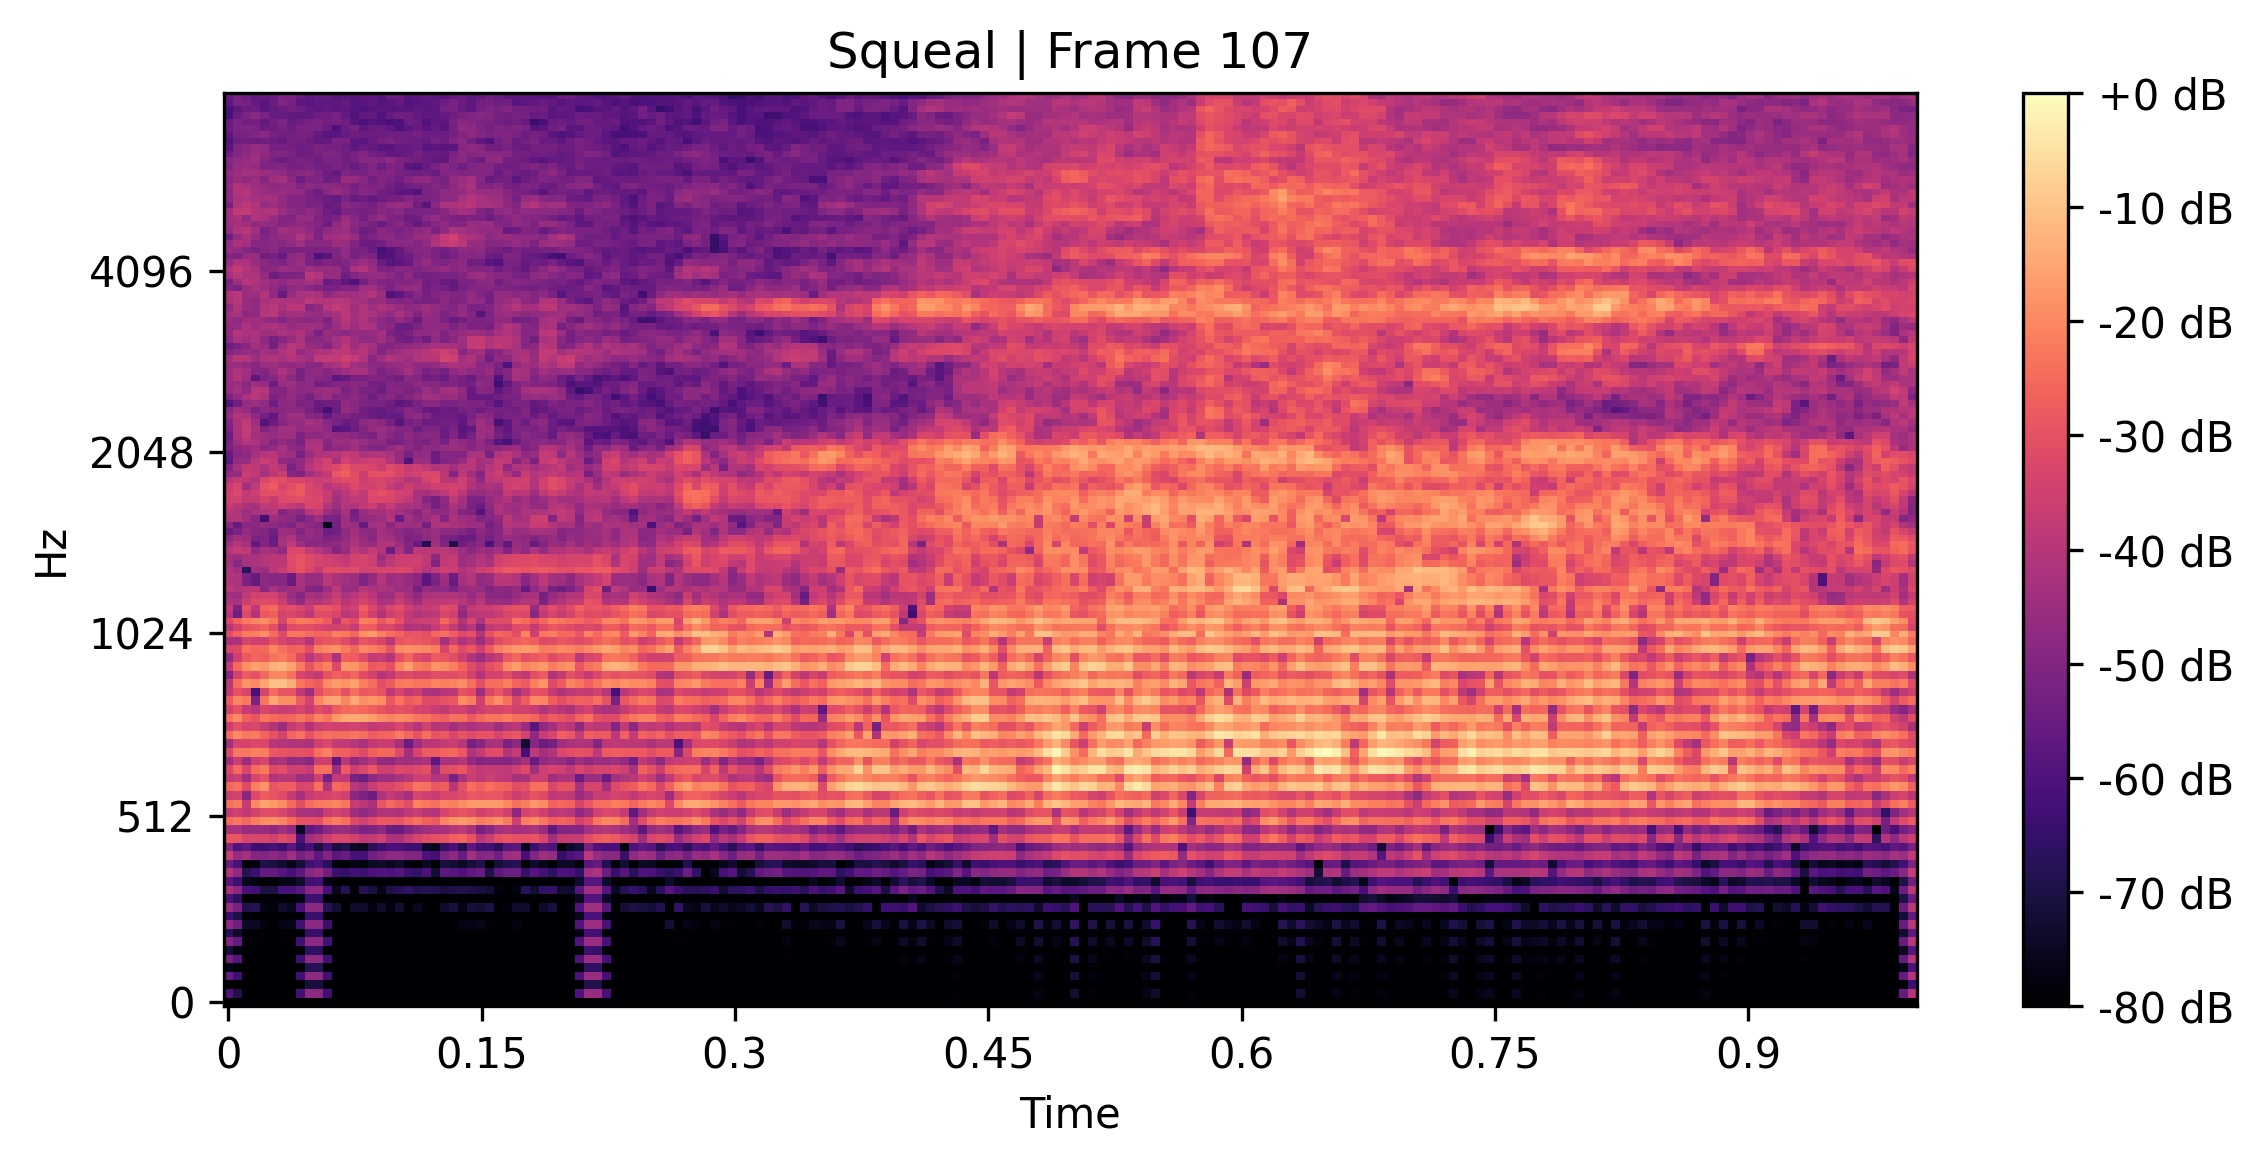 Squeal | Frame 107
Hz
4096
2048
1024
512
0
0 0.15 0.3 0.45 0.6 0.75 0.9
Time
+0 dB
-10 dB
-20 dB
-30 dB
-40 dB
-50 dB
-60 dB
-70 dB
-80 dB